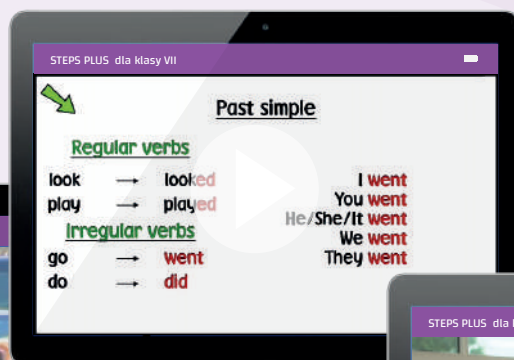 STEPS PLUS dla klasy VII
Past simple
Regular verbs
look → looked
play → played
Irregular verbs
go → went
do → did
I went
You went
He/She/It went
We went
They went
STEPS PLUS dla